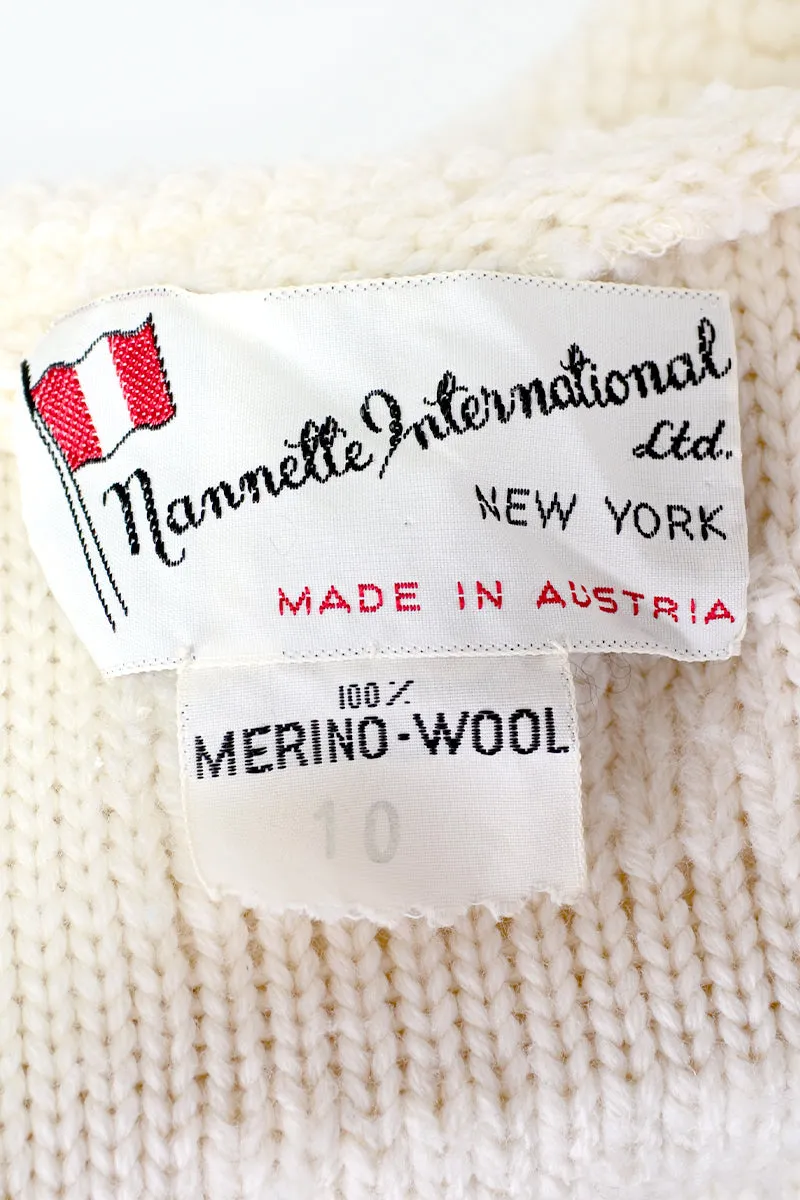 Nannette International
Ltd.
NEW YORK
MADE IN AUSTRIA
100%
MERINO-WOOL
10